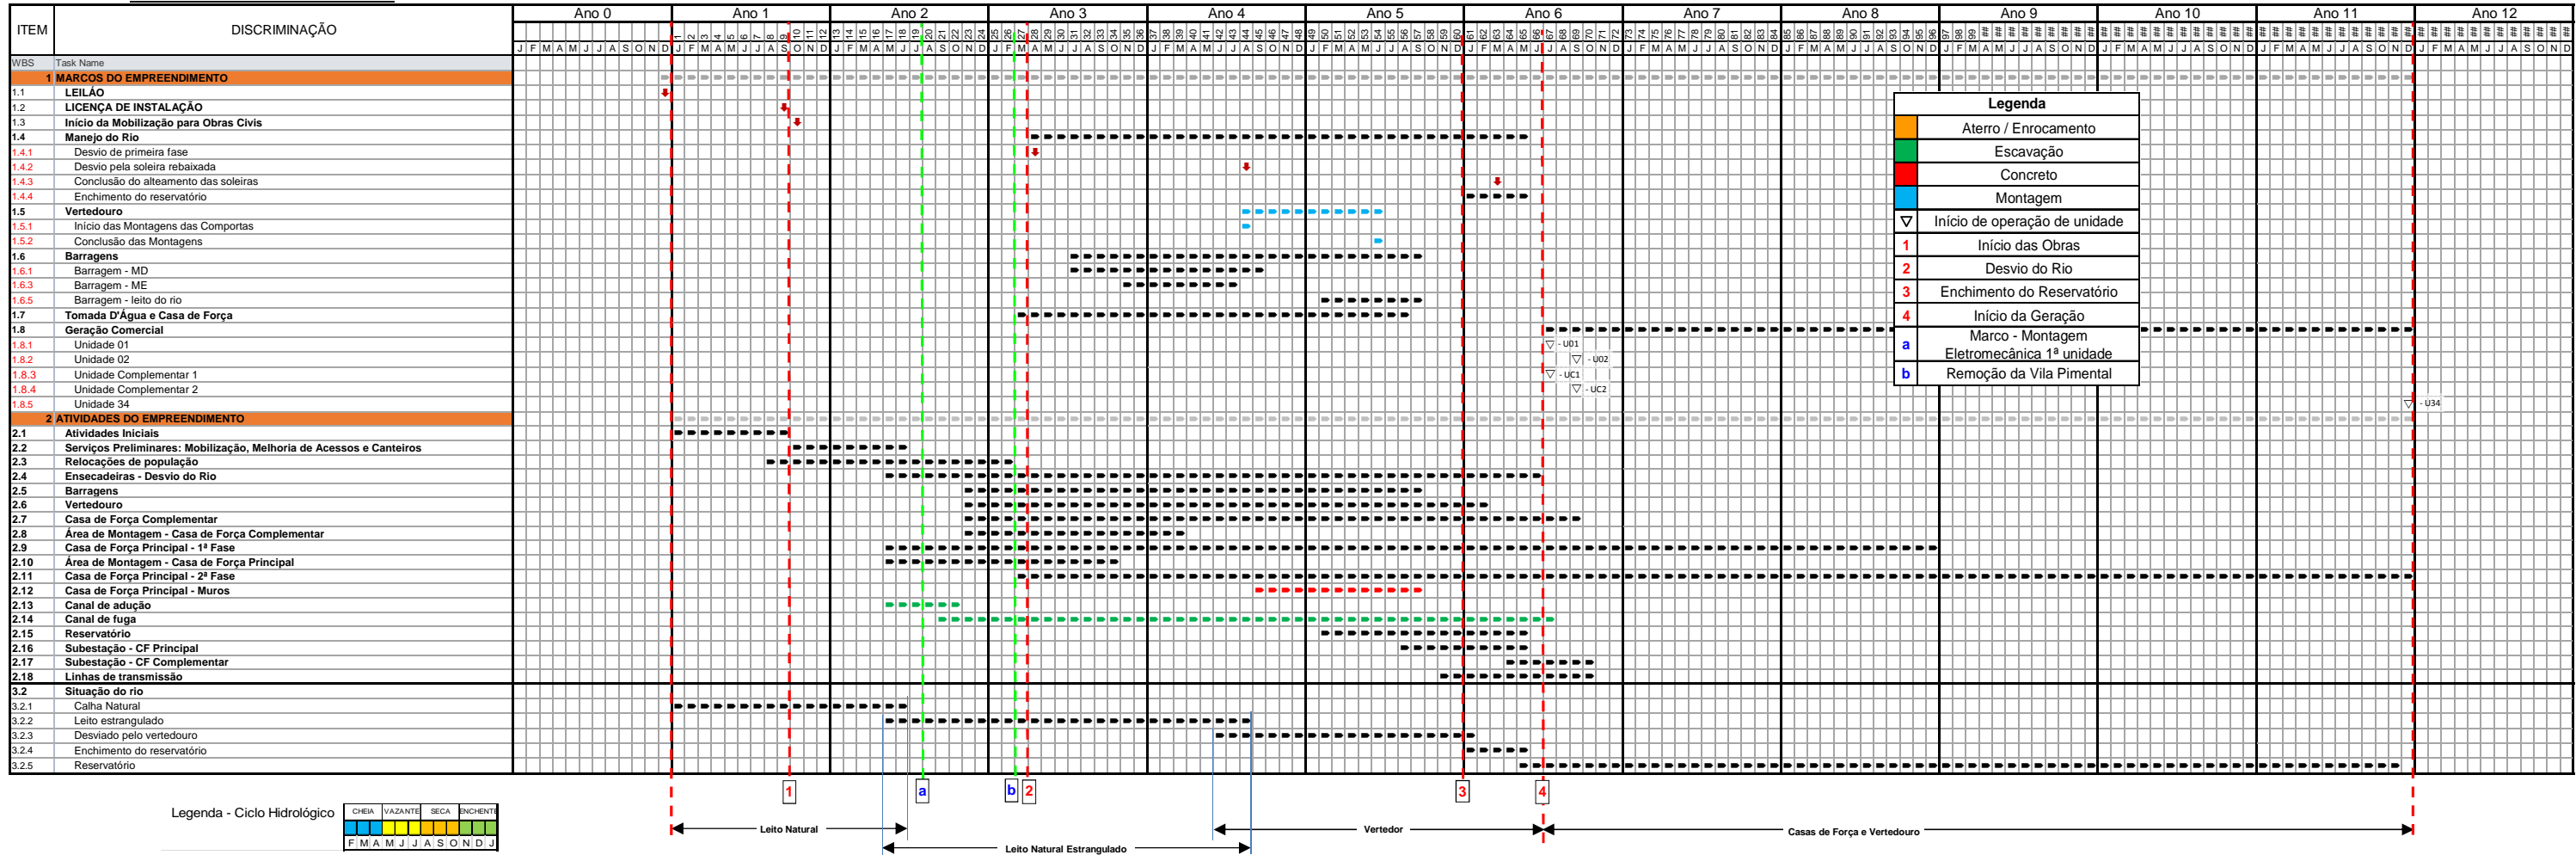 Ano 0 Ano 1 Ano 2 Ano 3 Ano 4 Ano 5 Ano 6 Ano 7 Ano 8 Ano 9 Ano 10 Ano 11 Ano 12
ITEM DISCRIMINAÇÃO
J F M A M J J A S O N D J F M A M J J A S O N D J F M A M J J A S O N D J F M A M J J A S O N D J F M A M J J A S O N D J F M A M J J A S O N D J F M A M J J A S O N D J F M A M J J A S O N D J F M A M J J A S O N D J F M A M J J A S O N D J F M A M J J A S O N D J F M A M J J A S O N D J F M A M J J A S O N D
WBS Task Name
1 MARCOS DO EMPREENDIMENTO
1.1 LEILÁO
1.2 LICENÇA DE INSTALAÇÃO
1.3 Início da Mobilização para Obras Civis
1.4 Manejo do Rio
1.4.1 Desvio de primeira fase
1.4.2 Desvio pela soleira rebaixada
1.4.3 Conclusão do alteamento das soleiras
1.4.4 Enchimento do reservatório
1.5 Vertedouro
1.5.1 Início das Montagens das Comportas
1.5.2 Conclusão das Montagens
1.6 Barragens
1.6.1 Barragem - MD
1.6.3 Barragem - ME
1.6.5 Barragem - leito do rio
1.7 Tomada D'Água e Casa de Força
1.8 Geração Comercial
1.8.1 Unidade 01
- U01
1.8.2 Unidade 02
- U02
1.8.3 Unidade Complementar 1
- UC1
1.8.4 Unidade Complementar 2
- UC2
1.8.5 Unidade 34
- U34
2 ATIVIDADES DO EMPREENDIMENTO
2.1 Atividades Iniciais
2.2 Serviços Preliminares: Mobilização, Melhoria de Acessos e Canteiros
2.3 Relocações de população
2.4 Ensecadeiras - Desvio do Rio
2.5 Barragens
2.6 Vertedouro
2.7 Casa de Força Complementar
2.8 Área de Montagem - Casa de Força Complementar
2.9 Casa de Força Principal - 1ª Fase
2.10 Área de Montagem - Casa de Força Principal
2.11 Casa de Força Principal - 2ª Fase
2.12 Casa de Força Principal - Muros
2.13 Canal de adução
2.14 Canal de fuga
2.15 Reservatório
2.16 Subestação - CF Principal
2.17 Subestação - CF Complementar
2.18 Linhas de transmissão
3.2 Situação do rio
3.2.1 Calha Natural
3.2.2 Leito estrangulado
3.2.3 Desviado pelo vertedouro
3.2.4 Enchimento do reservatório
3.2.5 Reservatório
Legenda
Aterro / Enrocamento
Escavação
Concreto
Montagem
▽ Início de operação de unidade
1 Início das Obras
2 Desvio do Rio
3 Enchimento do Reservatório
4 Início da Geração
a Marco - Montagem
Eletromecânica 1ª unidade
b Remoção da Vila Pimental
1 a b 2 3 4
Legenda - Ciclo Hidrológico
CHEIA VAZANTE SECA ENCHENTE
F M A M J J A S O N D J
Leito Natural
Vertedor
Casas de Força e Vertedouro
Leito Natural Estrangulado